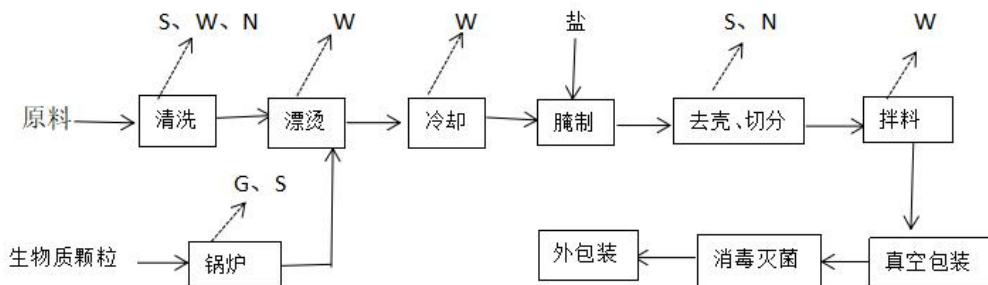 S、W、N W W 盐 S、N W
原料 清洗 漂烫 冷却 腌制 去壳、切分 拌料
G、S
生物质颗粒 锅炉 外包装 消毒灭菌 真空包装